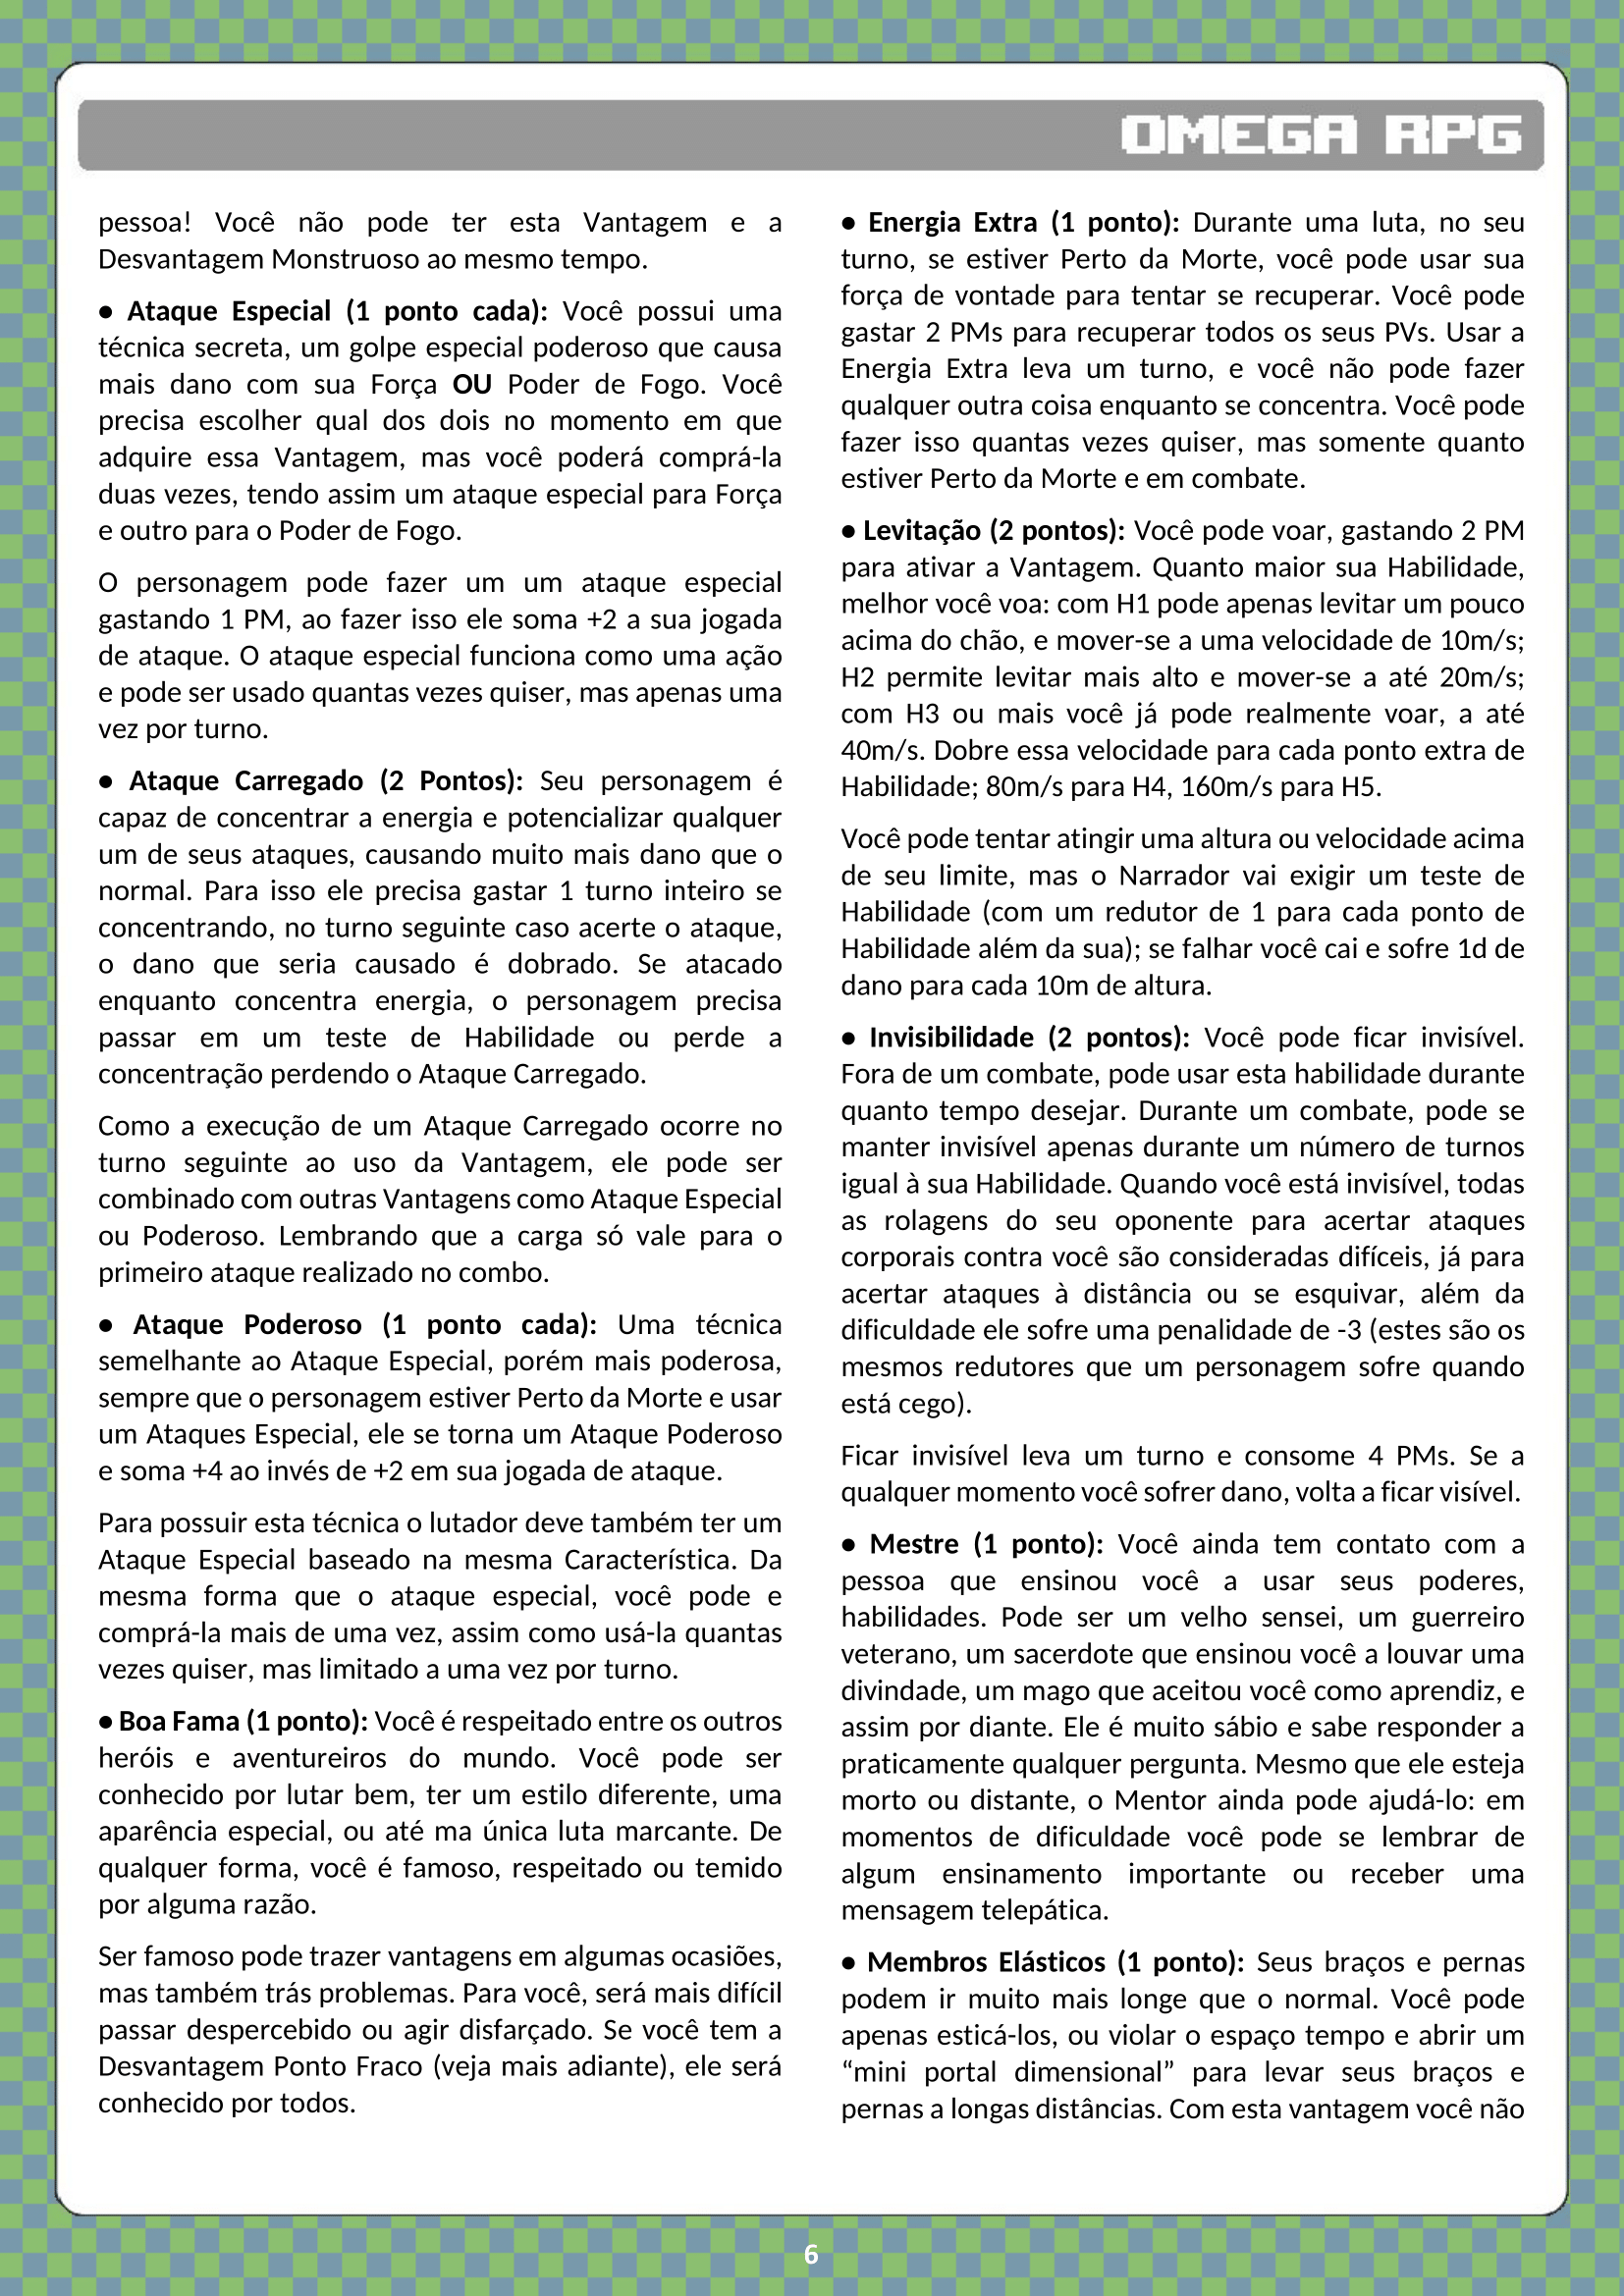 OMEGA RPG
pessoa! Você não pode ter esta Vantagem e a
Desvantagem Monstruoso ao mesmo tempo.
● Ataque Especial (1 ponto cada): Você possui uma
técnica secreta, um golpe especial poderoso que causa
mais dano com sua Força OU Poder de Fogo. Você
precisa escolher qual dos dois no momento em que
adquire essa Vantagem, mas você poderá comprá-la
duas vezes, tendo assim um ataque especial para Força
e outro para o Poder de Fogo.
O personagem pode fazer um um ataque especial
gastando 1 PM, ao fazer isso ele soma +2 a sua jogada
de ataque. O ataque especial funciona como uma ação
e pode ser usado quantas vezes quiser, mas apenas uma
vez por turno.
● Ataque Carregado (2 Pontos): Seu personagem é
capaz de concentrar a energia e potencializar qualquer
um de seus ataques, causando muito mais dano que o
normal. Para isso ele precisa gastar 1 turno inteiro se
concentrando, no turno seguinte caso acerte o ataque,
o dano que seria causado é dobrado. Se atacado
enquanto concentra energia, o personagem precisa
passar em um teste de Habilidade ou perde a
concentração perdendo o Ataque Carregado.
Como a execução de um Ataque Carregado ocorre no
turno seguinte ao uso da Vantagem, ele pode ser
combinado com outras Vantagens como Ataque Especial
ou Poderoso. Lembrando que a carga só vale para o
primeiro ataque realizado no combo.
● Ataque Poderoso (1 ponto cada): Uma técnica
semelhante ao Ataque Especial, porém mais poderosa,
sempre que o personagem estiver Perto da Morte e usar
um Ataques Especial, ele se torna um Ataque Poderoso
e soma +4 ao invés de +2 em sua jogada de ataque.
Para possuir esta técnica o lutador deve também ter um
Ataque Especial baseado na mesma Característica. Da
mesma forma que o ataque especial, você pode e
comprá-la mais de uma vez, assim como usá-la quantas
vezes quiser, mas limitado a uma vez por turno.
● Boa Fama (1 ponto): Você é respeitado entre os outros
heróis e aventureiros do mundo. Você pode ser
conhecido por lutar bem, ter um estilo diferente, uma
aparência especial, ou até ma única luta marcante. De
qualquer forma, você é famoso, respeitado ou temido
por alguma razão.
Ser famoso pode trazer vantagens em algumas ocasiões,
mas também trás problemas. Para você, será mais difícil
passar despercebido ou agir disfarçado. Se você tem a
Desvantagem Ponto Fraco (veja mais adiante), ele será
conhecido por todos.
● Energia Extra (1 ponto): Durante uma luta, no seu
turno, se estiver Perto da Morte, você pode usar sua
força de vontade para tentar se recuperar. Você pode
gastar 2 PMs para recuperar todos os seus PVs. Usar a
Energia Extra leva um turno, e você não pode fazer
qualquer outra coisa enquanto se concentra. Você pode
fazer isso quantas vezes quiser, mas somente quanto
estiver Perto da Morte e em combate.
● Levitação (2 pontos): Você pode voar, gastando 2 PM
para ativar a Vantagem. Quanto maior sua Habilidade,
melhor você voa: com H1 pode apenas levitar um pouco
acima do chão, e mover-se a uma velocidade de 10m/s;
H2 permite levitar mais alto e mover-se a até 20m/s;
com H3 ou mais você já pode realmente voar, a até
40m/s. Dobre essa velocidade para cada ponto extra de
Habilidade; 80m/s para H4, 160m/s para H5.
Você pode tentar atingir uma altura ou velocidade acima
de seu limite, mas o Narrador vai exigir um teste de
Habilidade (com um redutor de 1 para cada ponto de
Habilidade além da sua); se falhar você cai e sofre 1d de
dano para cada 10m de altura.
● Invisibilidade (2 pontos): Você pode ficar invisível.
Fora de um combate, pode usar esta habilidade durante
quanto tempo desejar. Durante um combate, pode se
manter invisível apenas durante um número de turnos
igual à sua Habilidade. Quando você está invisível, todas
as rolagens do seu oponente para acertar ataques
corporais contra você são consideradas difíceis, já para
acertar ataques à distância ou se esquivar, além da
dificuldade ele sofre uma penalidade de -3 (estes são os
mesmos redutores que um personagem sofre quando
está cego).
Ficar invisível leva um turno e consome 4 PMs. Se a
qualquer momento você sofrer dano, volta a ficar visível.
● Mestre (1 ponto): Você ainda tem contato com a
pessoa que ensinou você a usar seus poderes,
habilidades. Pode ser um velho sensei, um guerreiro
veterano, um sacerdote que ensinou você a louvar uma
divindade, um mago que aceitou você como aprendiz, e
assim por diante. Ele é muito sábio e sabe responder a
praticamente qualquer pergunta. Mesmo que ele esteja
morto ou distante, o Mentor ainda pode ajudá-lo: em
momentos de dificuldade você pode se lembrar de
algum ensinamento importante ou receber uma
mensagem telepática.
● Membros Elásticos (1 ponto): Seus braços e pernas
podem ir muito mais longe que o normal. Você pode
apenas esticá-los, ou violar o espaço tempo e abrir um
“mini portal dimensional” para levar seus braços e
pernas a longas distâncias. Com esta vantagem você não
6